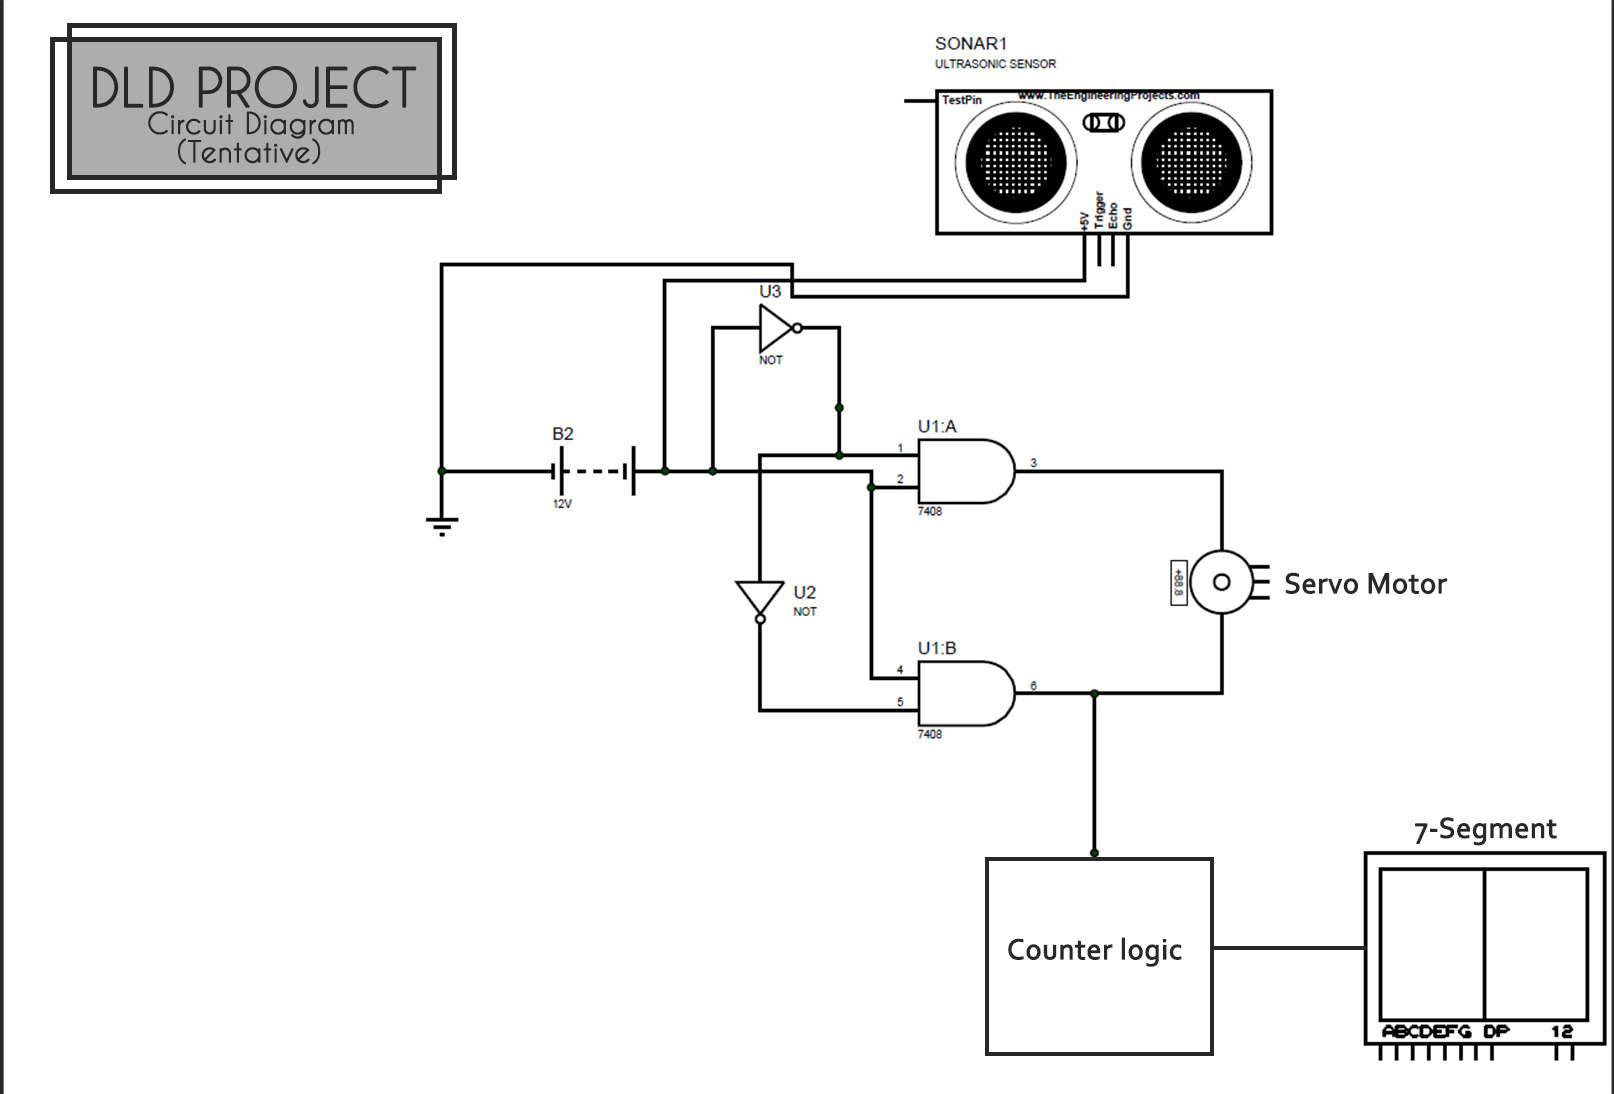 DLD PROJECT
Circuit Diagram
(Tentative)
SONAR1
ULTRASONIC SENSOR
TestPin
www.TheEngineeringProjects.com
+5V
Trigger
Echo
Gnd
U3
NOT
B2
12V
U1:A
1
2
3
7408
U2
NOT
+88.8
Servo Motor
U1:B
4
5
6
7408
7-Segment
Counter logic
ABCDEFG DP
12